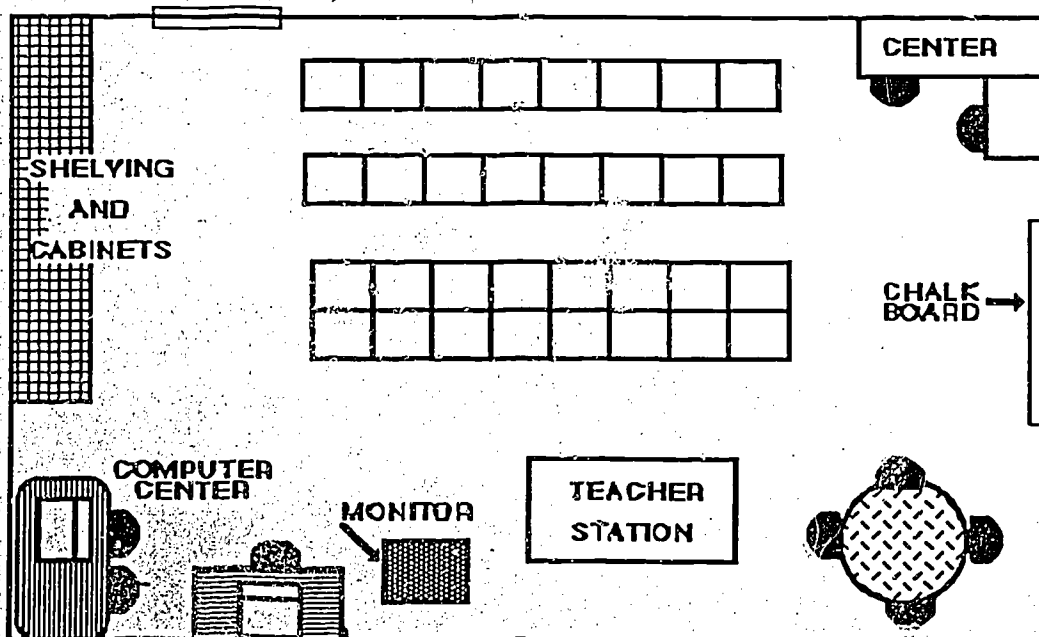 CENTER
SHELYING
AND
CABINETS
CHALK
BOARD
COMPUTER
CENTER
MONITOR
TEACHER
STATION